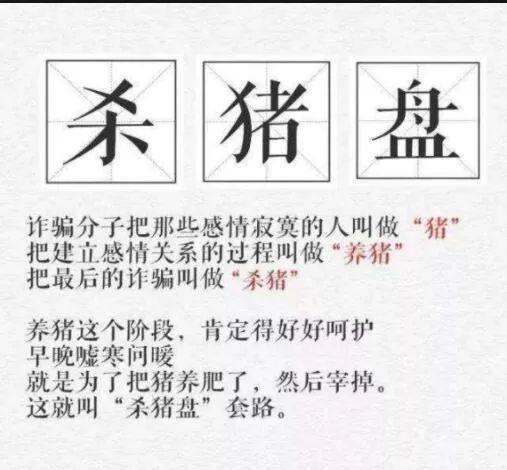 杀猪盘
诈骗分子把那些感情寂寞的人叫做“猪”
把建立感情关系的过程叫做“养猪”
把最后的诈骗叫做“杀猪”
养猪这个阶段，肯定得好好呵护
早晚嘘寒问暖
就是为了把猪养肥了，然后宰掉。
这就叫“杀猪盘”套路。